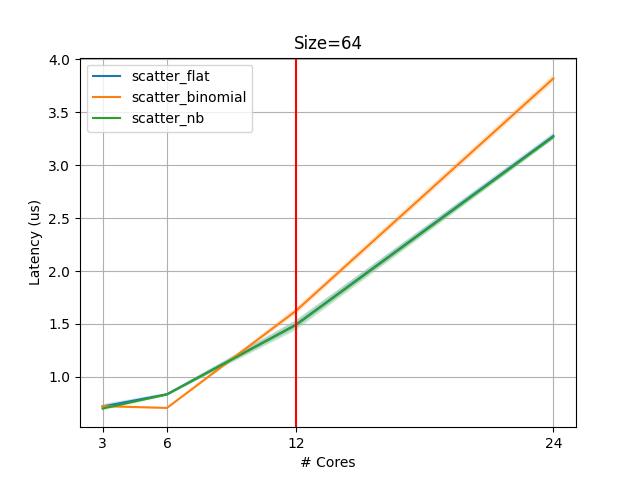 Size=64
scatter_flat
scatter_binomial
scatter_nb
4.0
3.5
3.0
2.5
2.0
1.5
1.0
Latency (us)
3 6 12 24
# Cores